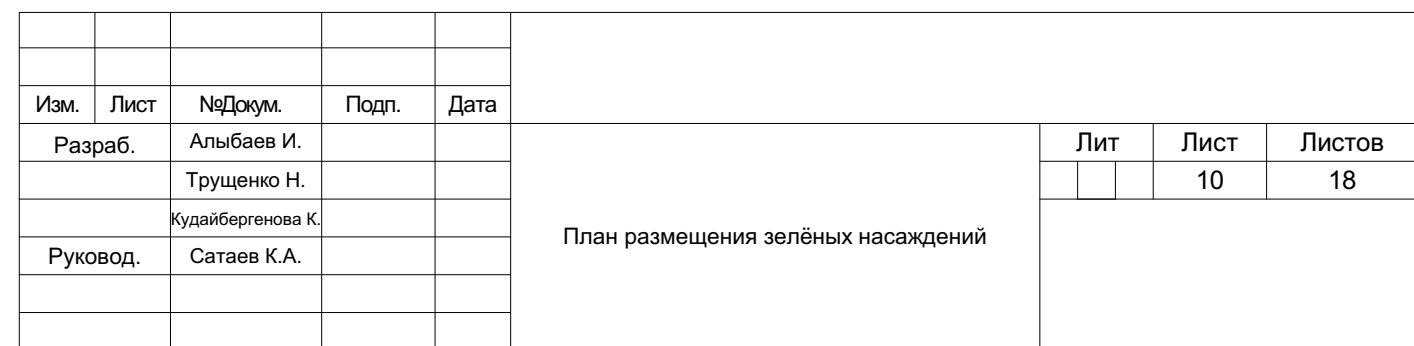 Изм. Лист №Докум. Подп. Дата
Разраб. Алыбаев И. Лит Лист Листов
Трущенко Н. 10 18
Кудайбергенова К.
План размещения зелёных насаждений
Руковод. Сатаев К.А.